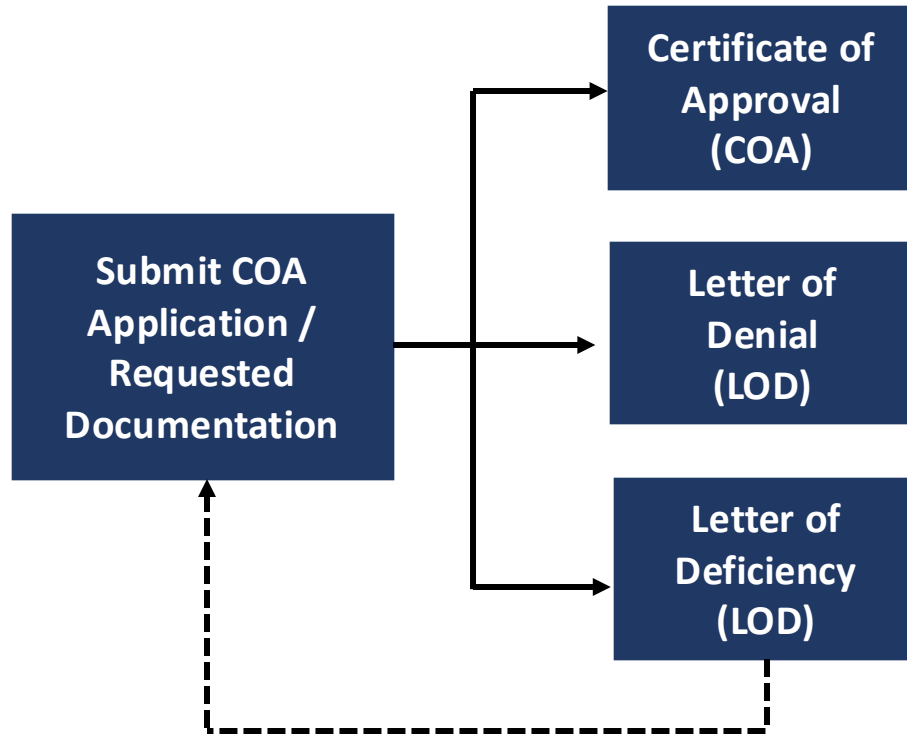 Certificate of
Approval
(COA)
Submit COA
Application /
Requested
Documentation
Letter of
Denial
(LOD)
Letter of
Deficiency
(LOD)